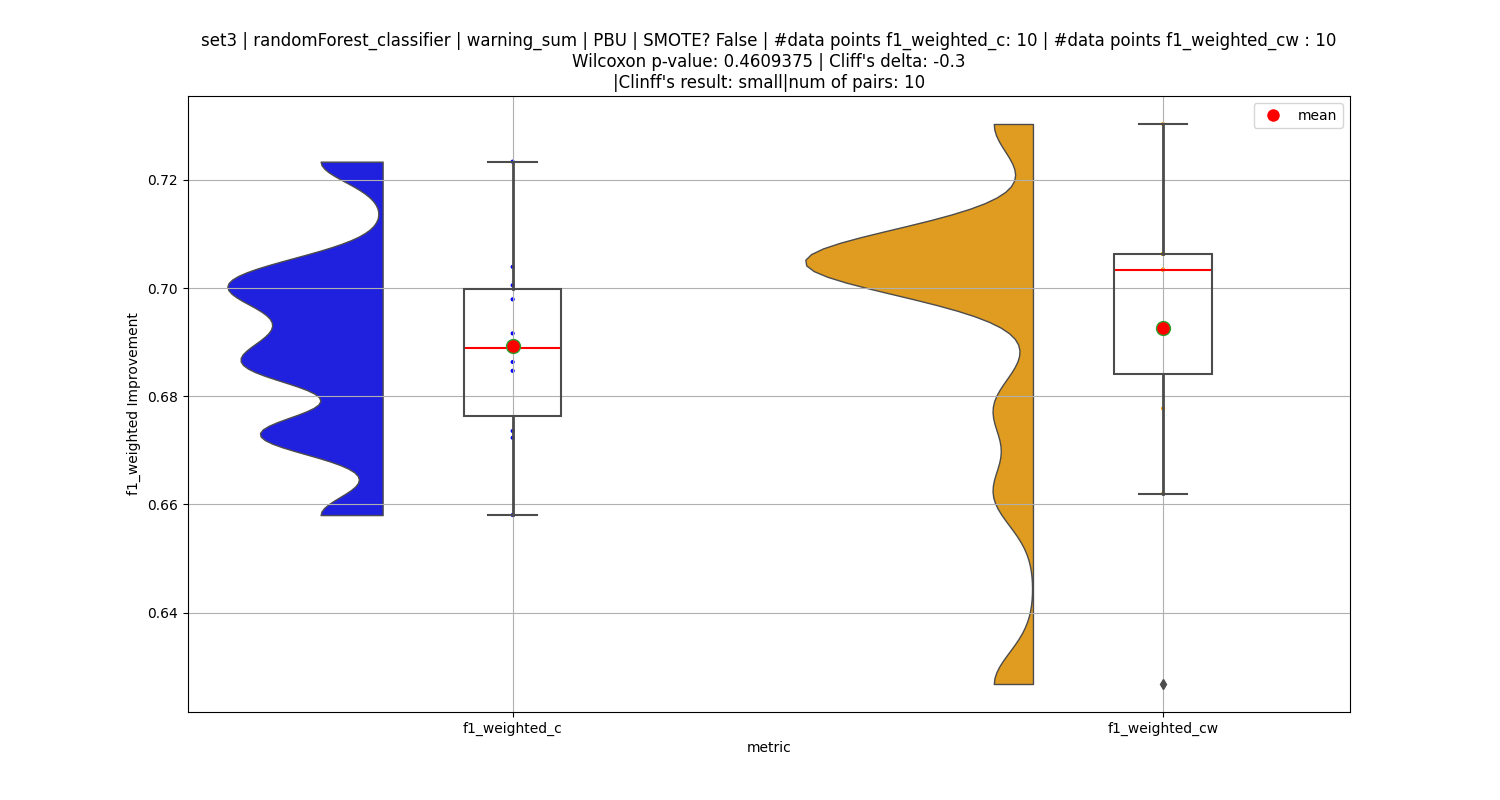 set3 | randomForest_classifier | warning_sum | PBU | SMOTE? False | #data points f1_weighted_c: 10 | #data points f1_weighted_cw : 10
Wilcoxon p-value: 0.4609375 | Cliff's delta: -0.3
|Clinff's result: small|num of pairs: 10
mean
0.72
0.70
0.68
0.66
0.64
f1_weighted Improvement
f1_weighted_c
f1_weighted_cw
metric